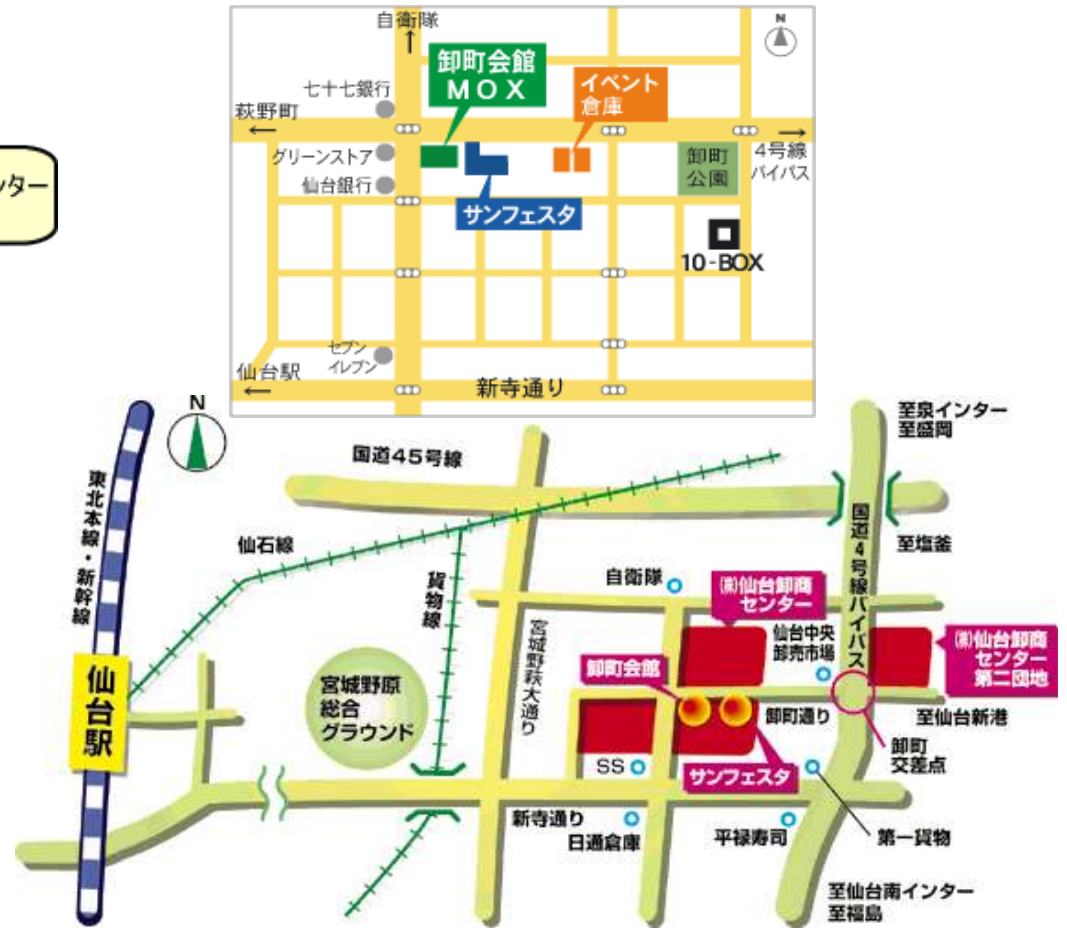 自衛隊
↑
N
卸町会館
MOX
イベント
倉庫
七十七銀行
萩野町
←
→
4号線
バイパス
グリーンストア
卸町
公園
仙台銀行
サンフェスタ
10-BOX
セブン
イレブン
仙台駅
←
新寺通り
ンター
N
至泉インター
至盛岡
国道45号線
東北本線・新幹線
国道4号線バイパス
仙石線
至塩釜
貨物線
自衛隊
㈿仙台卸商
センター
仙台中央
卸売市場
㈿仙台卸商
センター
第二団地
宮城野萩大通り
卸町会館
仙台駅
宮城野原
総合
グラウンド
卸町通り
至仙台新港
卸町
交差点
SS
サンフェスタ
新寺通り
日通倉庫
平禄寿司
第一貨物
至仙台南インター
至福島